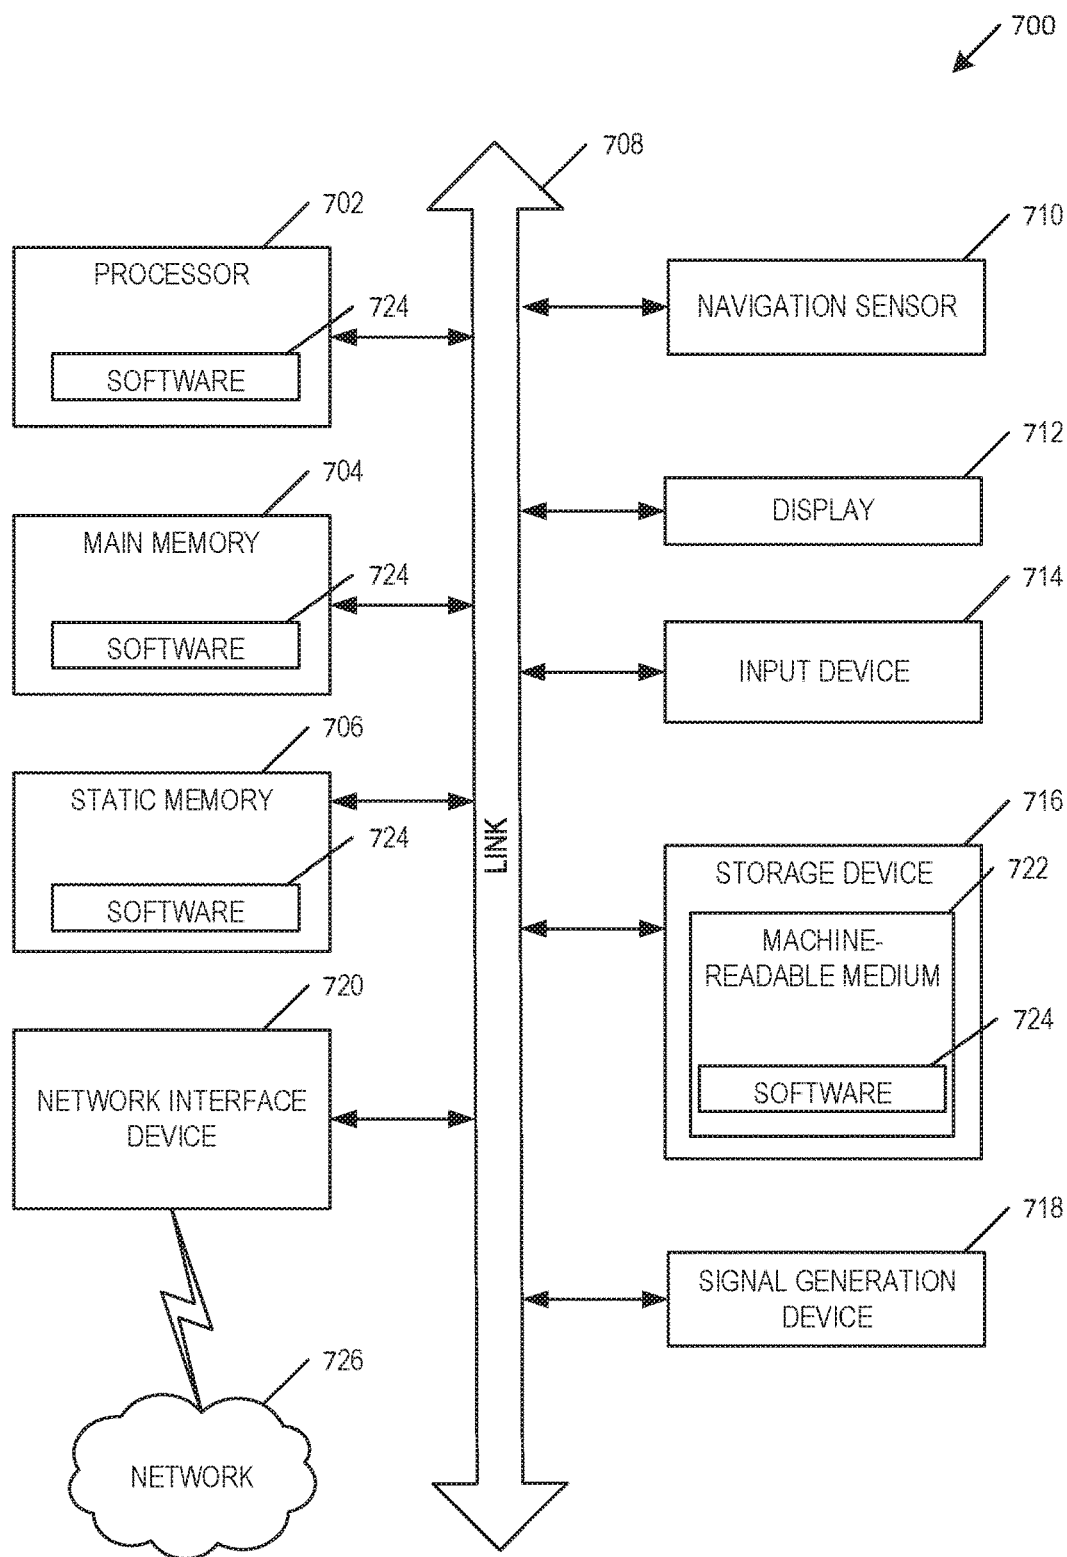 700
708
702
PROCESSOR
724
SOFTWARE
704
MAIN MEMORY
724
SOFTWARE
706
STATIC MEMORY
724
SOFTWARE
720
NETWORK INTERFACE
DEVICE
726
NETWORK
LINK
710
NAVIGATION SENSOR
712
DISPLAY
714
INPUT DEVICE
716
STORAGE DEVICE
722
MACHINE-
READABLE MEDIUM
724
SOFTWARE
718
SIGNAL GENERATION
DEVICE